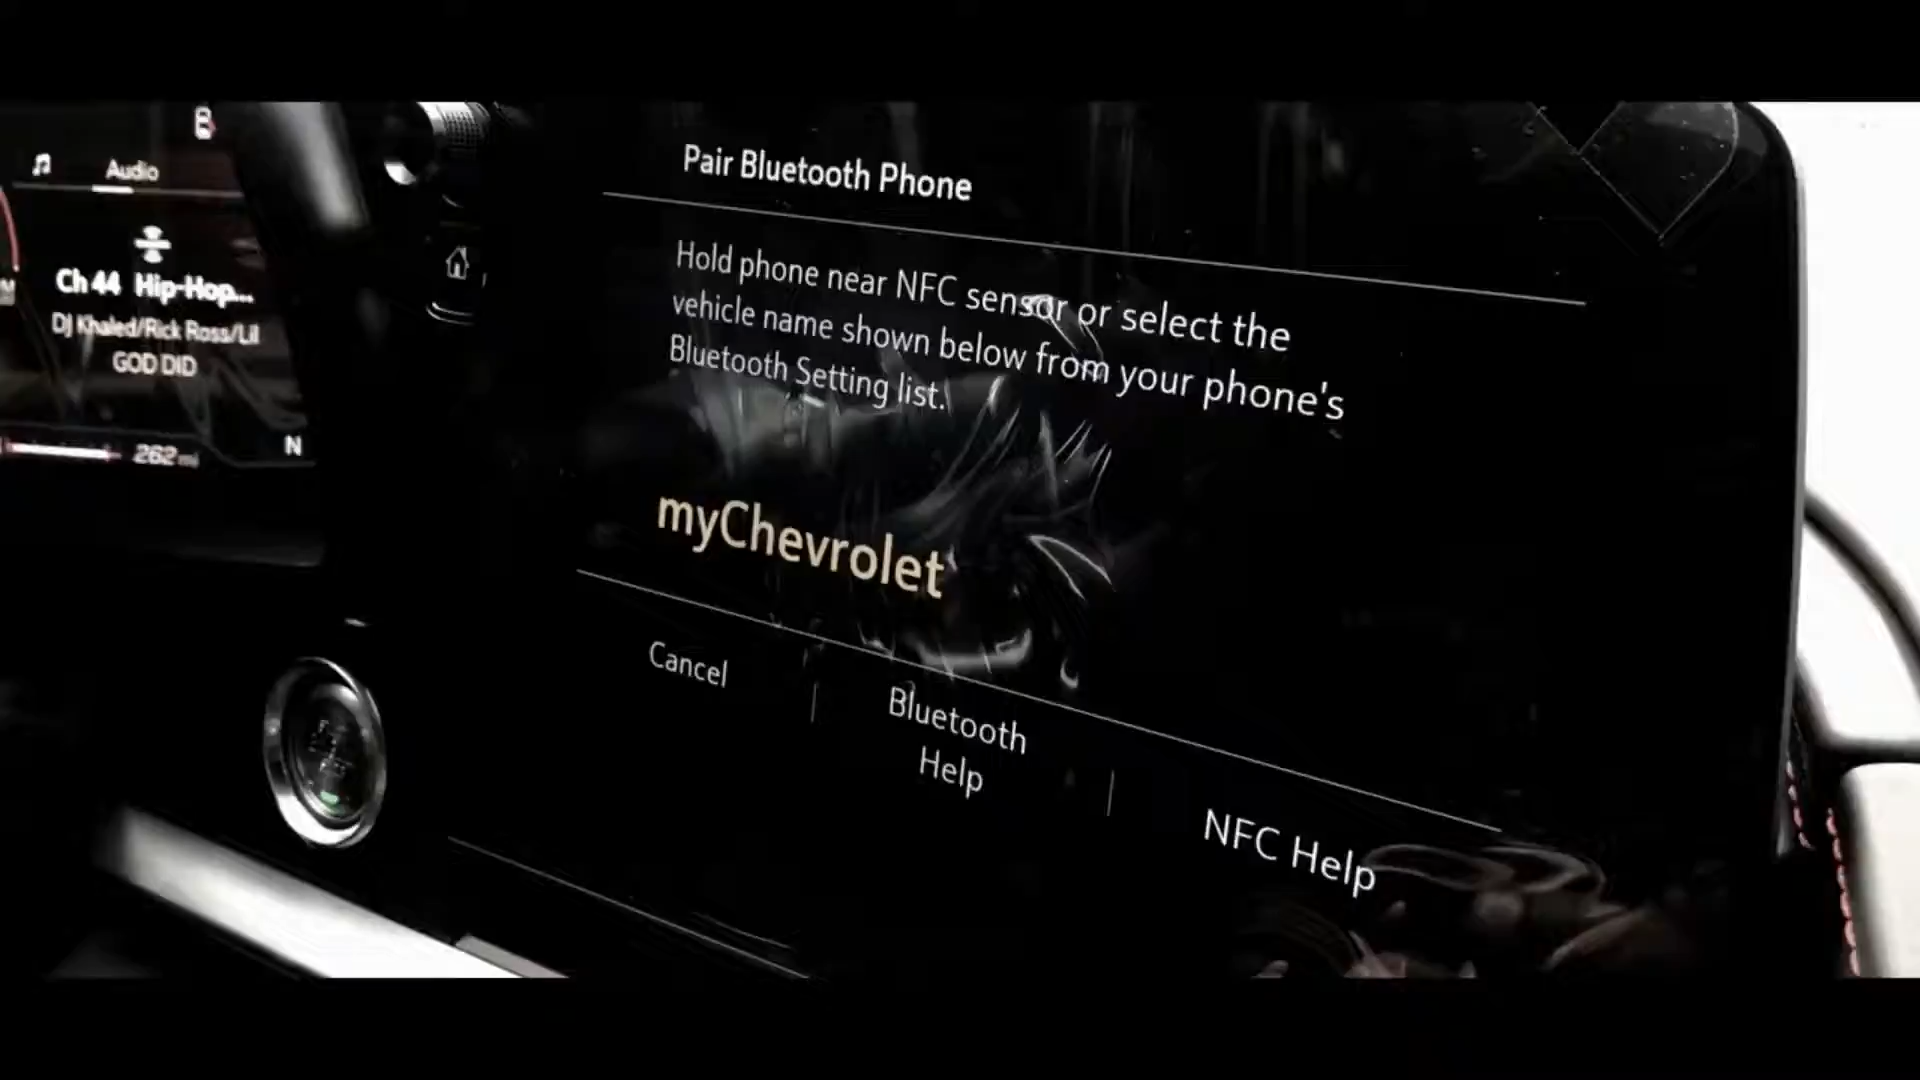 Audio
Ch 44 Hip-Hop...
DJ Khaled/Rick Ross/Lil
GOD DID
262 mi
N
Pair Bluetooth Phone
Hold phone near NFC sensor or select the
vehicle name shown below from your phone's
Bluetooth Setting list.
myChevrolet
Cancel
Bluetooth
Help
NFC Help